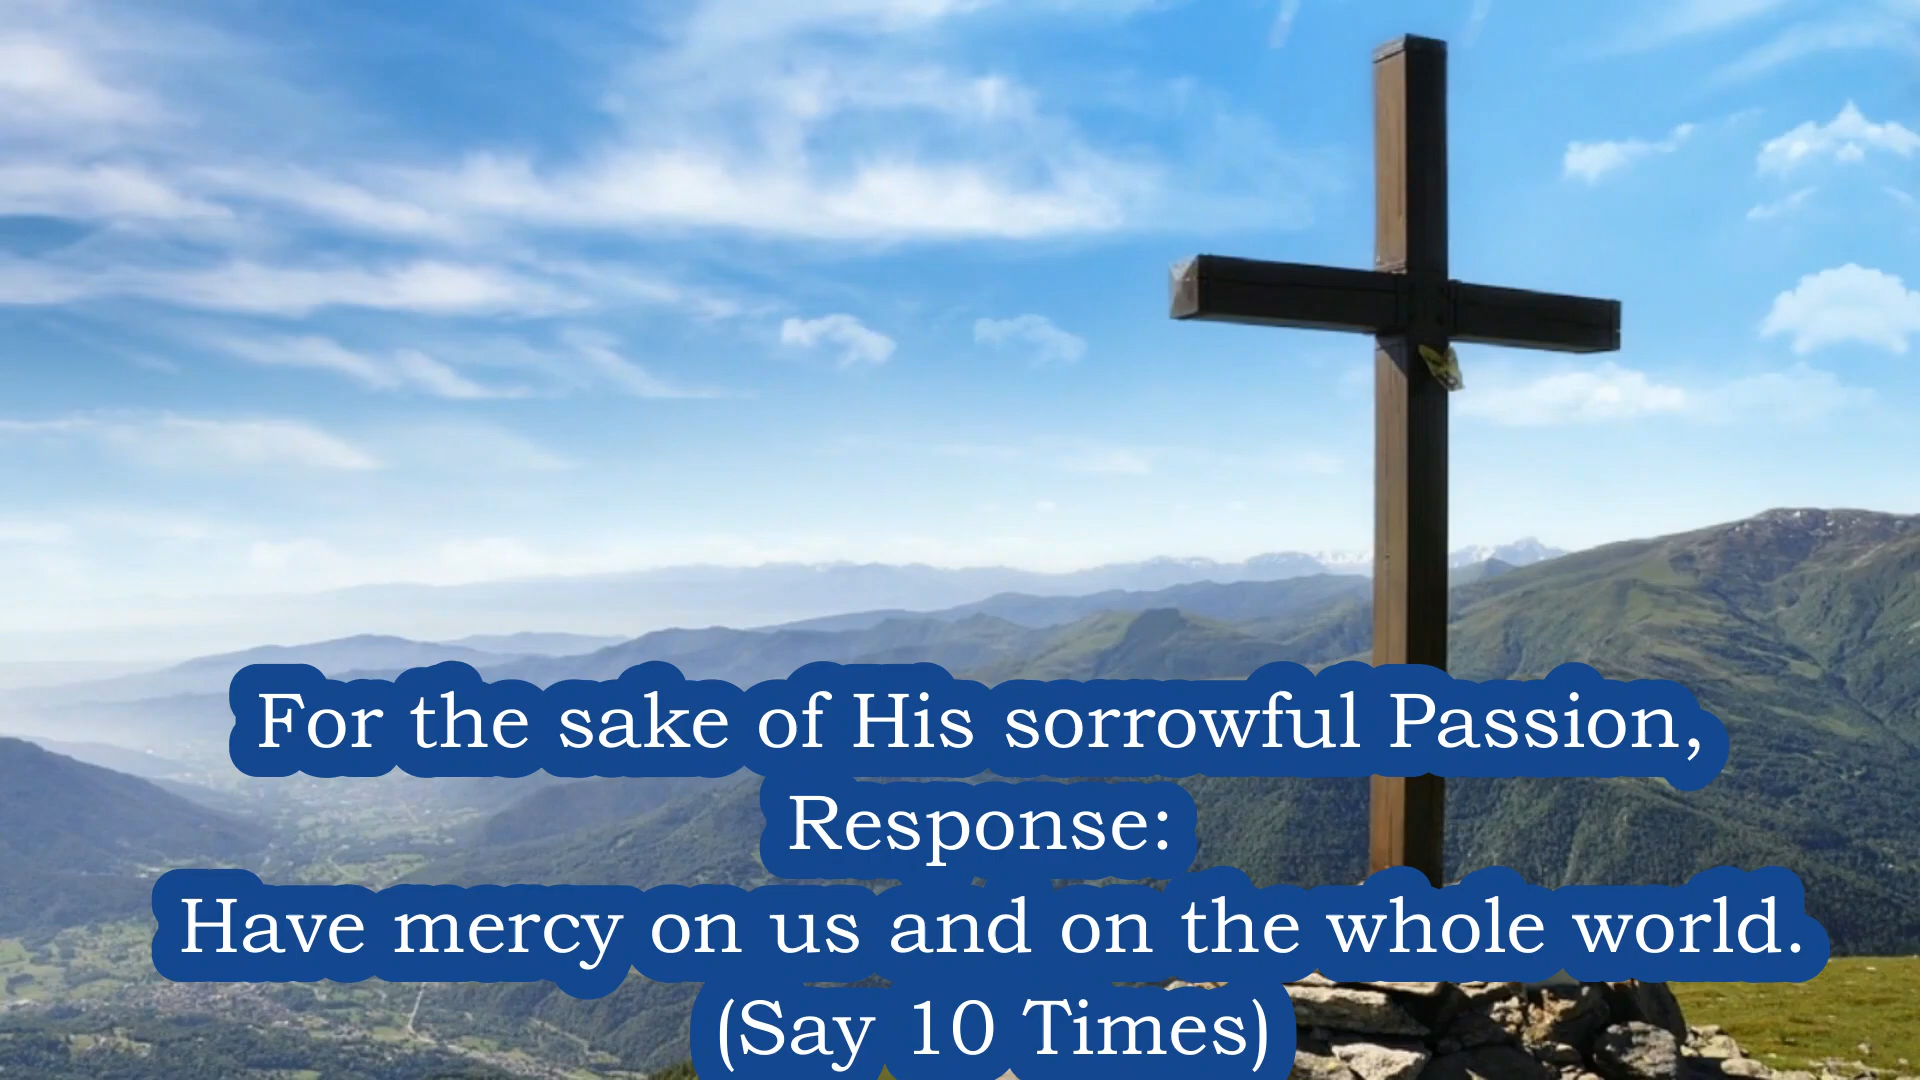 For the sake of His sorrowful Passion,
Response:
Have mercy on us and on the whole world.
(Say 10 Times)